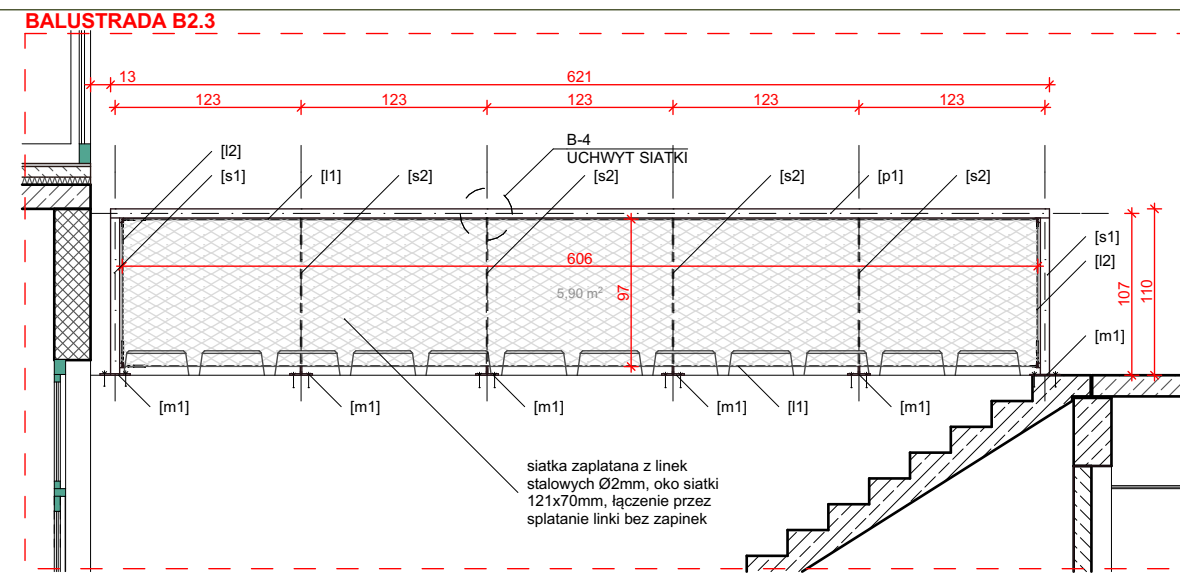 BALUSTRADA B2.3
13
621
123
123
123
123
123
B-4
UCHWYT SIATKI
[l2]
[s1]
[l1]
[s2]
[s2]
[s2]
[p1]
[s2]
606
5,90 m²
97
107
110
[s1]
[l2]
[m1]
[m1]
[m1]
[m1]
[m1]
[l1]
[m1]
siatka zaplatana z linek
stalowych Ø2mm, oko siatki
121x70mm, łączenie przez
splatanie linki bez zapinek